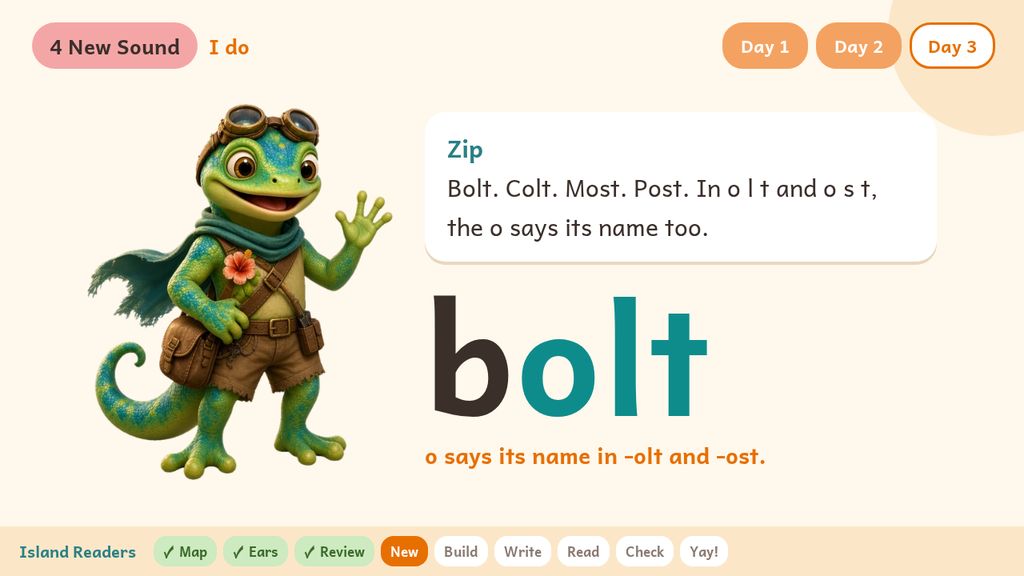 4 New Sound I do Day 1 Day 2 Day 3
Zip
Bolt. Colt. Most. Post. In o l t and o s t,
the o says its name too.
bolt
o says its name in -olt and -ost.
Island Readers ✓ Map ✓ Ears ✓ Review New Build Write Read Check Yay!